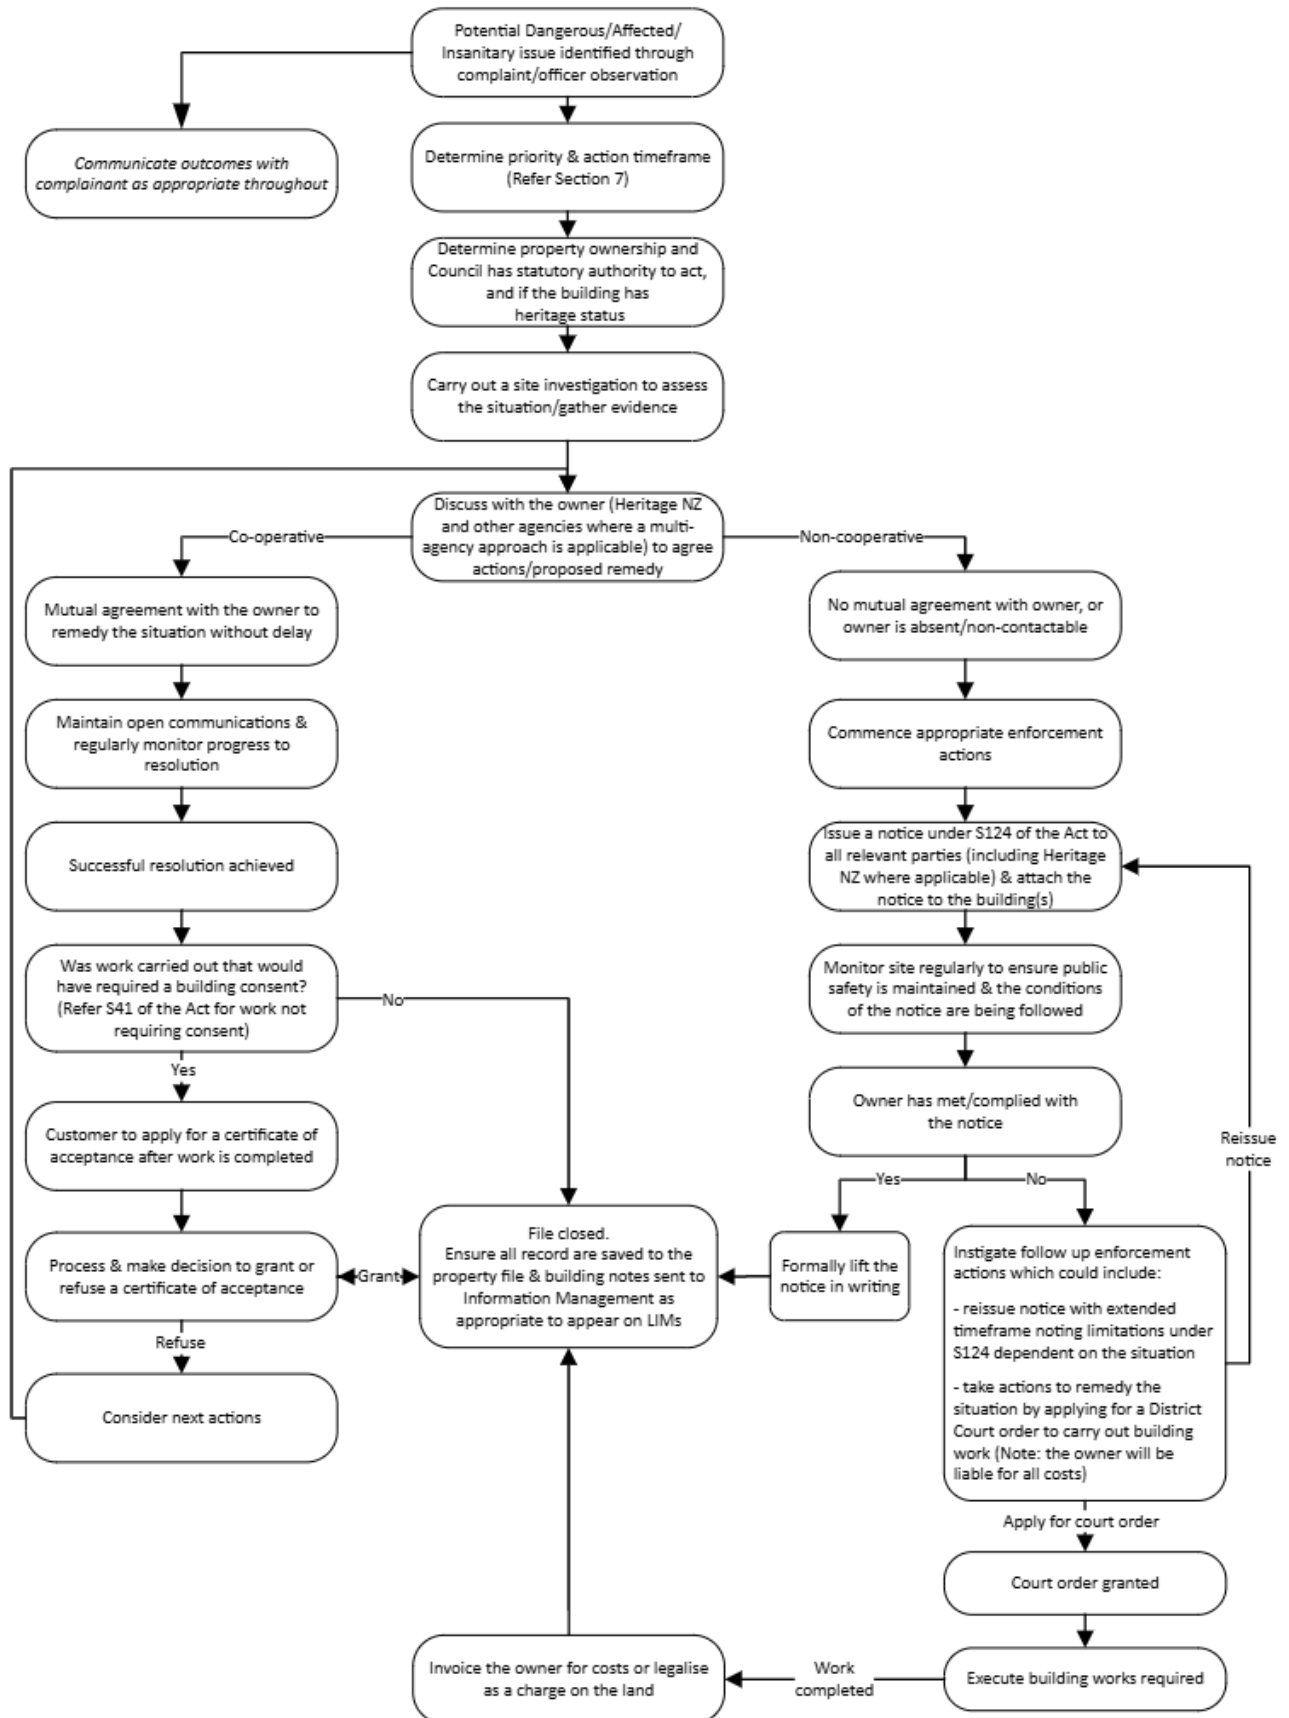 Potential Dangerous/Affected/
Insanitary issue identified through
complaint/officer observation
Communicate outcomes with
complainant as appropriate throughout
Determine priority & action timeframe
(Refer Section 7)
Determine property ownership and
Council has statutory authority to act,
and if the building has
heritage status
Carry out a site investigation to assess
the situation/gather evidence
Discuss with the owner (Heritage NZ
and other agencies where a multi-
agency approach is applicable) to agree
actions/proposed remedy
Co-operative
Non-cooperative
Mutual agreement with the owner to
remedy the situation without delay
Maintain open communications &
regularly monitor progress to
resolution
Successful resolution achieved
Was work carried out that would
have required a building consent?
(Refer S41 of the Act for work not
requiring consent)
No
Yes
Customer to apply for a certificate of
acceptance after work is completed
Process & make decision to grant or
refuse a certificate of acceptance
Grant
Refuse
Consider next actions
No mutual agreement with owner, or
owner is absent/non-contactable
Commence appropriate enforcement
actions
Issue a notice under S124 of the Act to
all relevant parties (including Heritage
NZ where applicable) & attach the
notice to the building(s)
Monitor site regularly to ensure public
safety is maintained & the conditions
of the notice are being followed
Owner has met/complied with
the notice
Yes
No
Reissue
notice
Formally lift the
notice in writing
File closed.
Ensure all record are saved to the
property file & building notes sent to
Information Management as
appropriate to appear on LIMs
Instigate follow up enforcement
actions which could include:
- reissue notice with extended
timeframe noting limitations under
S124 dependent on the situation
- take actions to remedy the
situation by applying for a District
Court order to carry out building
work (Note: the owner will be
liable for all costs)
Apply for court order
Court order granted
Execute building works required
Work
completed
Invoice the owner for costs or legalise
as a charge on the land